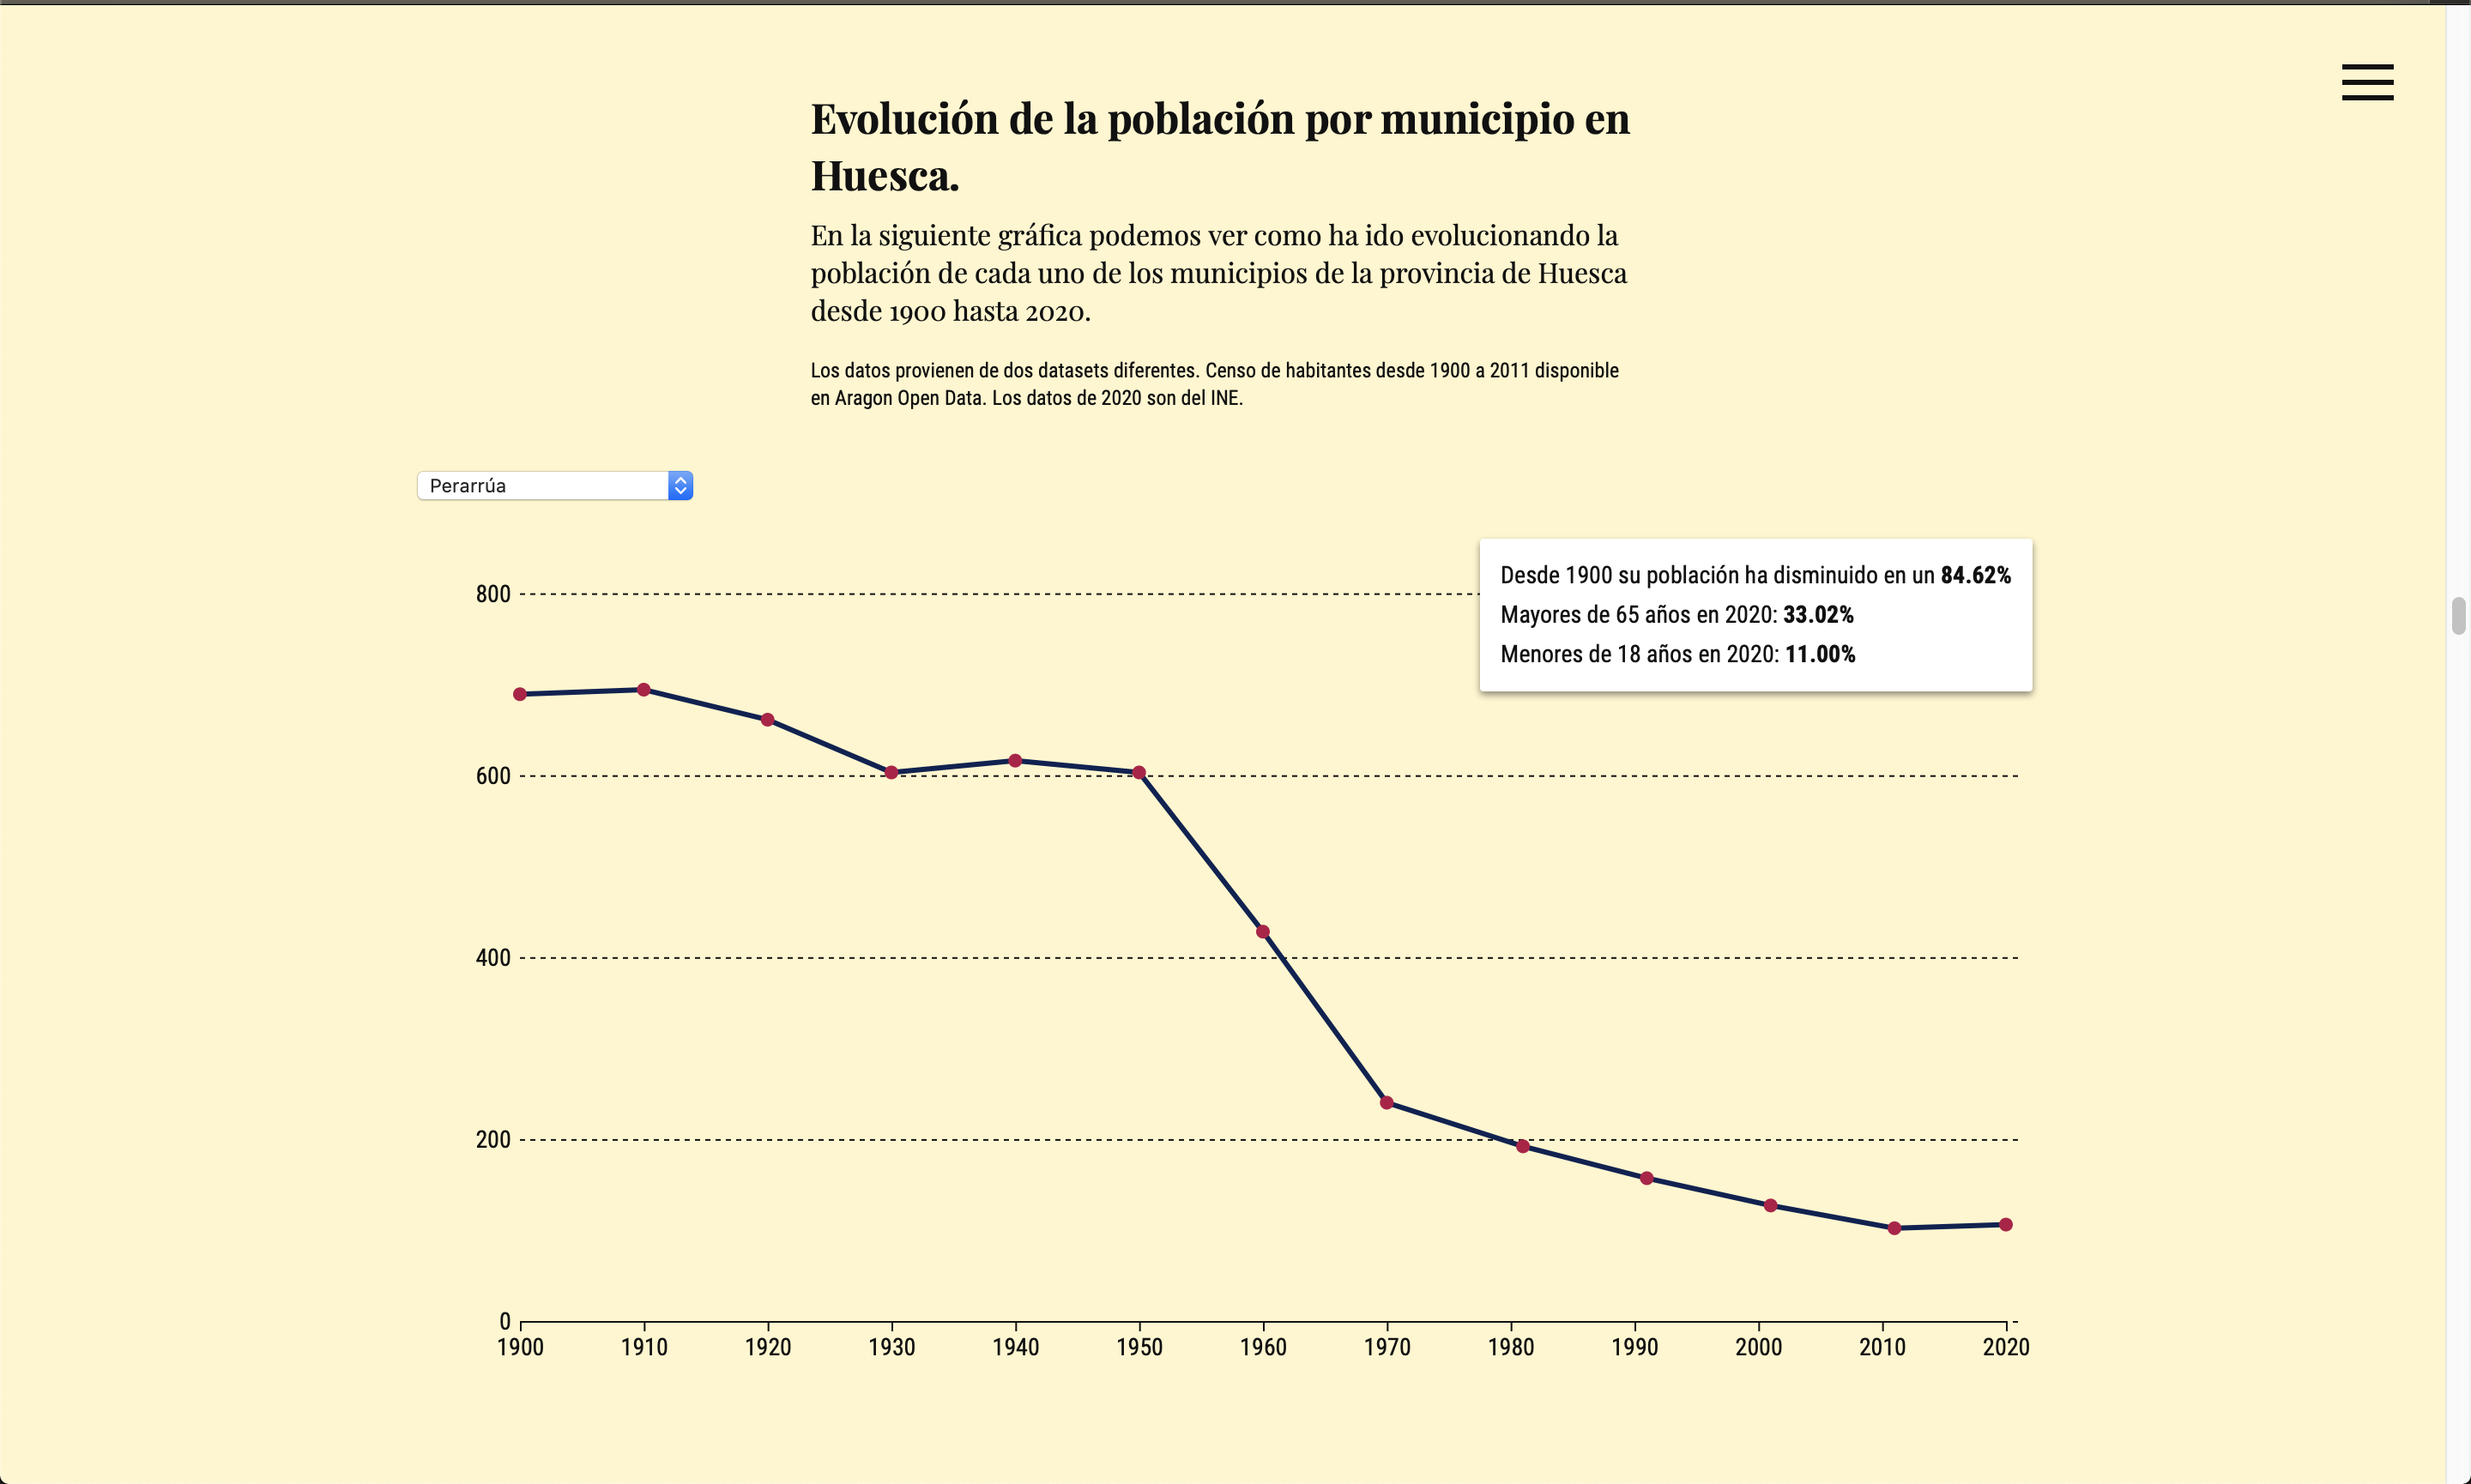 Evolución de la población por municipio en
Huesca.
En la siguiente gráfica podemos ver como ha ido evolucionando la
población de cada uno de los municipios de la provincia de Huesca
desde 1900 hasta 2020.
Los datos provienen de dos datasets diferentes. Censo de habitantes desde 1900 a 2011 disponible
en Aragon Open Data. Los datos de 2020 son del INE.
Perarrúa
Desde 1900 su población ha disminuido en un 84.62%
Mayores de 65 años en 2020: 33.02%
Menores de 18 años en 2020: 11.00%
800
600
400
200
0
1900 1910 1920 1930 1940 1950 1960 1970 1980 1990 2000 2010 2020